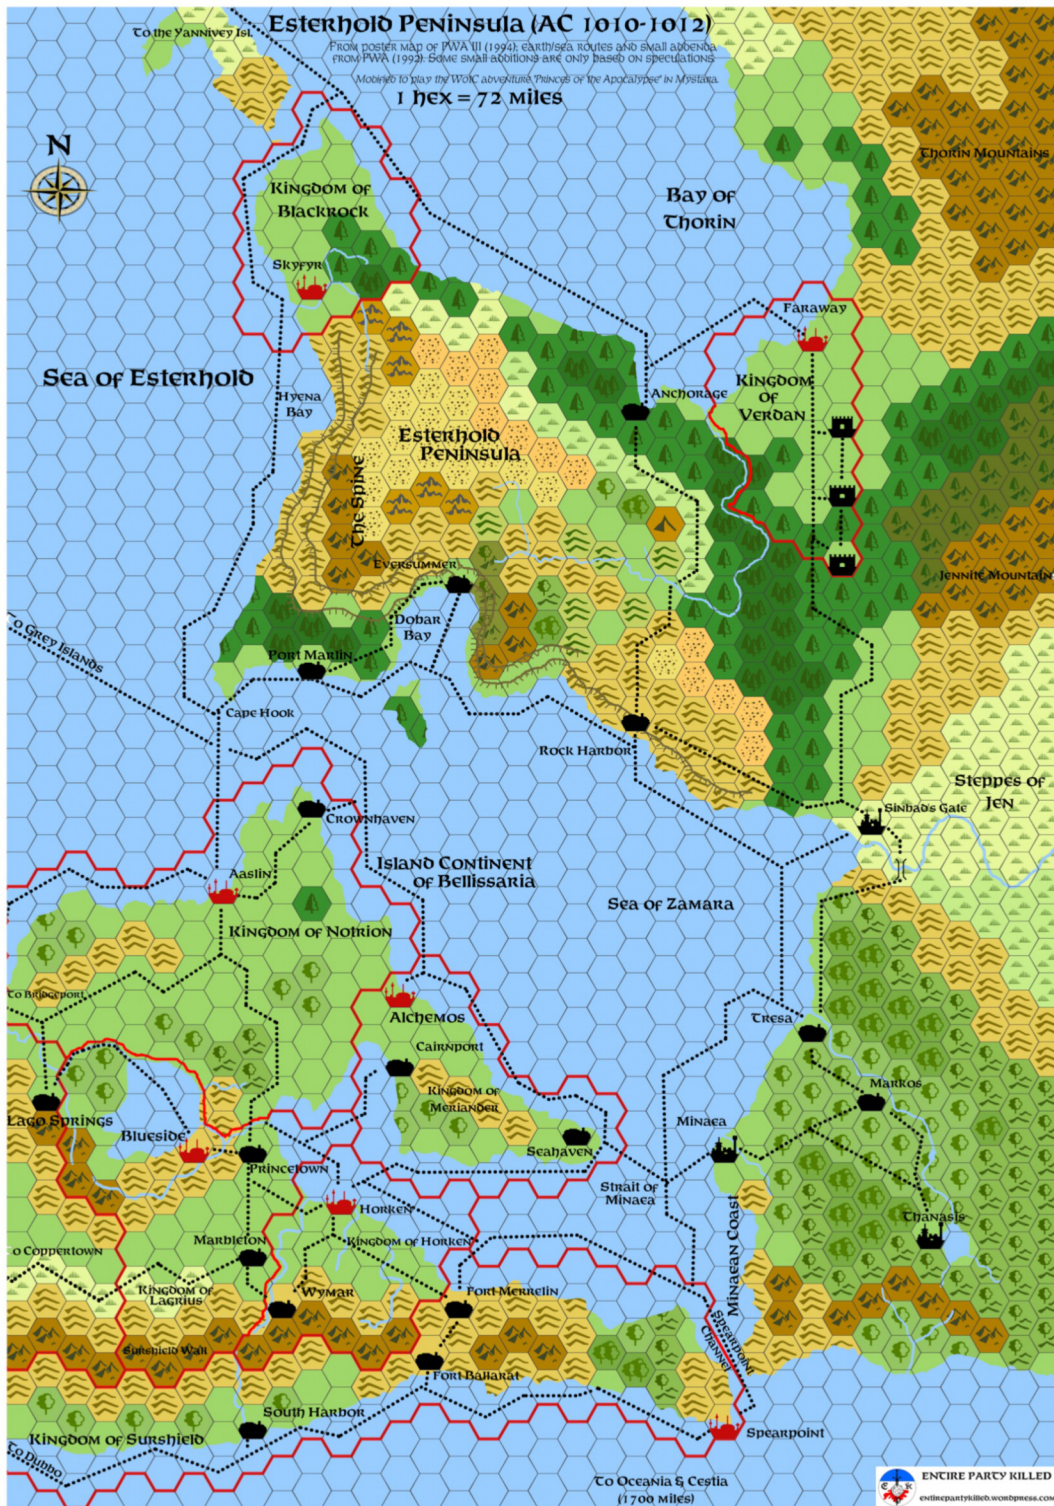 Esterhold Peninsula (AC 1010-1012)
To the Yannivey Isl.
From poster map of PWA III (1994); earth/sea routes and small addenda
from PWA (1992). Some small additions are only based on speculations.
Modified to play the WotC adventure "Princes of the Apocalypse" in Mystara.
1 hex = 72 miles
N
Thorin Mountains
Kingdom of
Blackrock
Bay of
Thorin
Skyfyr
Faraway
Sea of Esterhold
Hyena
Bay
Anchorage
Kingdom
of
Verdan
Esterhold
Peninsula
The Spine
Eversummer
Jennite Mountain
To Grey Islands
Dobar
Bay
Port Marlin
Cape Hook
Rock Harbor
Steppes of
Jen
Sinbad's Gate
Crownhaven
Aaslin
Island Continent
of Bellissaria
Sea of Zamara
Kingdom of Notrion
To Bridgeport
Alchemos
Tresa
Cairnport
Kingdom of
Meriander
Markos
Lago Springs
Blueside
Minaea
Seahaven
Princetown
Strait of
Minaea
Horken
Thanasis
Marbleton
Kingdom of Horken
Minaean Coast
To Coppertown
Kingdom of
Lagrius
Wymar
Fort Merrelin
Spearpoint
Channel
Surshield Wall
Fort Ballarat
South Harbor
Kingdom of Surshield
Spearpoint
To Dubbo
To Oceania & Cestia
(1700 miles)
Entire Party Killed
E K
entirepartykilled.wordpress.com